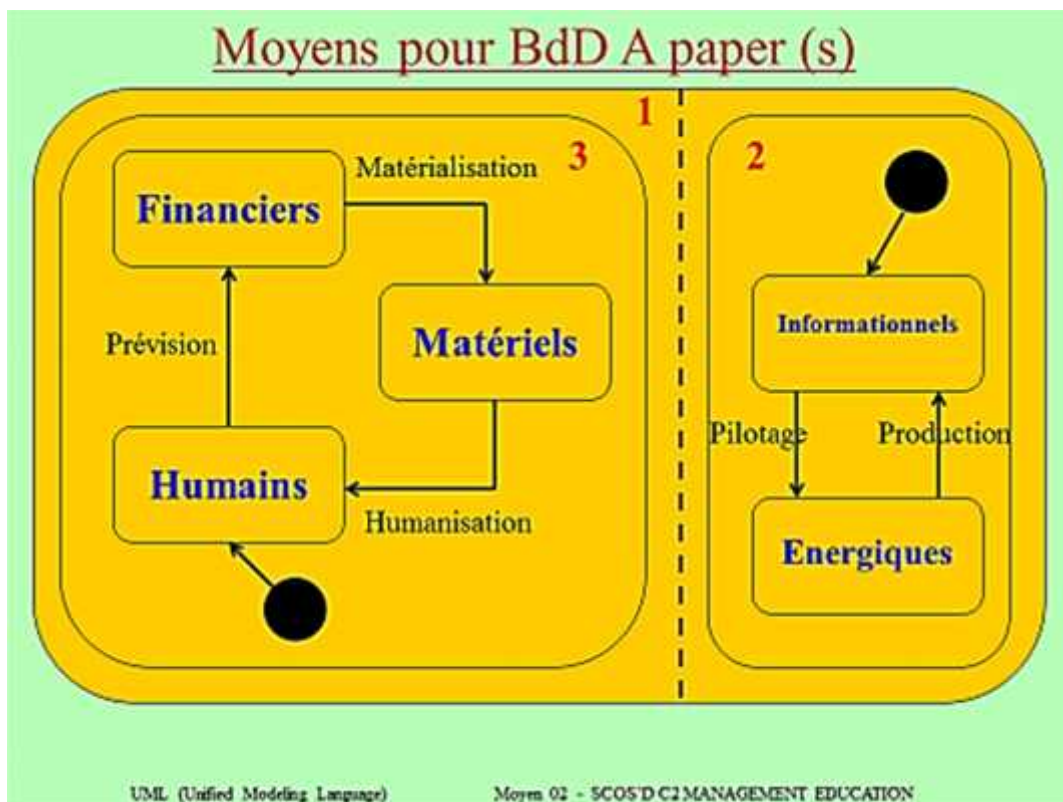 Moyens pour BdD A paper (s)
1
3
2
Matérialisation
Financiers
Informationnels
Matériels
Prévision
Pilotage
Production
Humains
Humanisation
Energiques
UML (Unified Modeling Language)
Moyen 02 - SCOS'D C2 MANAGEMENT EDUCATION